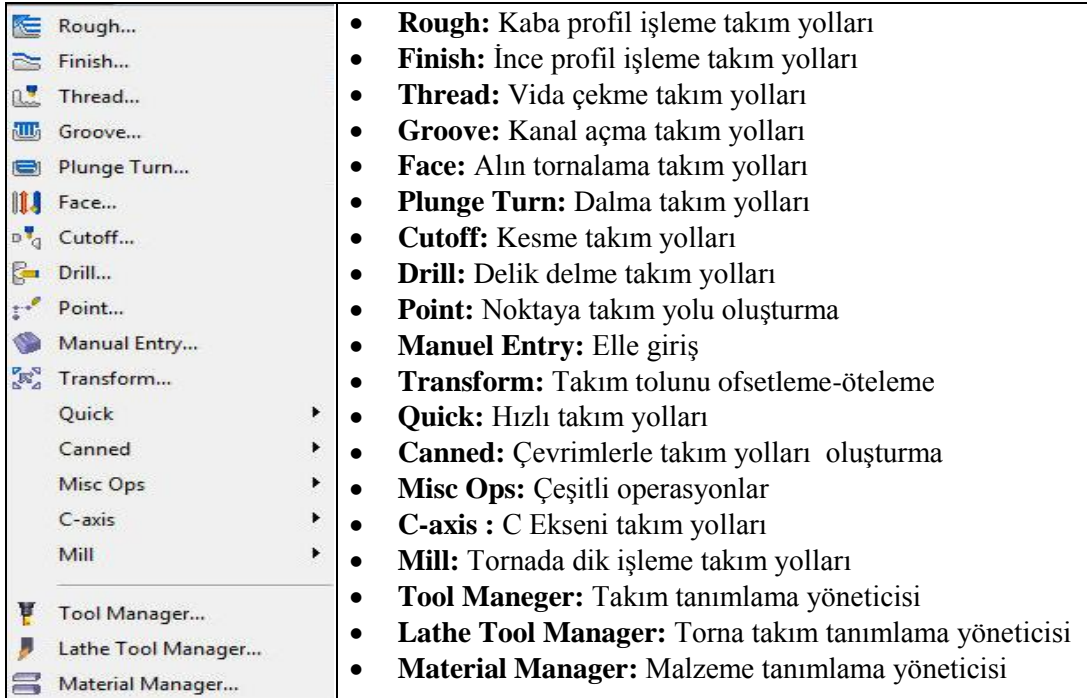 Rough...
Finish...
Thread...
Groove...
Plunge Turn...
Face...
Cutoff...
Drill...
Point...
Manual Entry...
Transform...
Quick
Canned
Misc Ops
C-axis
Mill
Tool Manager...
Lathe Tool Manager...
Material Manager...
• Rough: Kaba profil işleme takım yolları
• Finish: İnce profil işleme takım yolları
• Thread: Vida çekme takım yolları
• Groove: Kanal açma takım yolları
• Face: Alın tornalama takım yolları
• Plunge Turn: Dalma takım yolları
• Cutoff: Kesme takım yolları
• Drill: Delik delme takım yolları
• Point: Noktaya takım yolu oluşturma
• Manuel Entry: Elle giriş
• Transform: Takım tolunu ofsetleme-öteleme
• Quick: Hızlı takım yolları
• Canned: Çevrimlerle takım yolları oluşturma
• Misc Ops: Çeşitli operasyonlar
• C-axis : C Ekseni takım yolları
• Mill: Tornada dik işleme takım yolları
• Tool Maneger: Takım tanımlama yöneticisi
• Lathe Tool Manager: Torna takım tanımlama yöneticisi
• Material Manager: Malzeme tanımlama yöneticisi